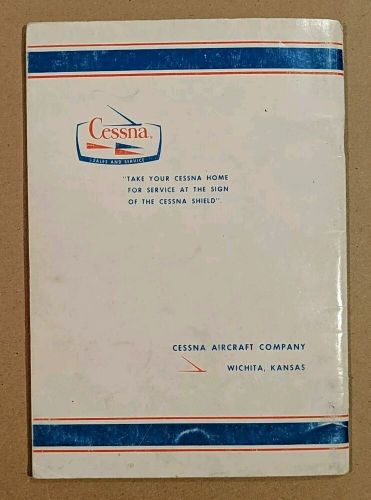 Cessna
SALES AND SERVICE
"TAKE YOUR CESSNA HOME
FOR SERVICE AT THE SIGN
OF THE CESSNA SHIELD".
CESSNA AIRCRAFT COMPANY
WICHITA, KANSAS